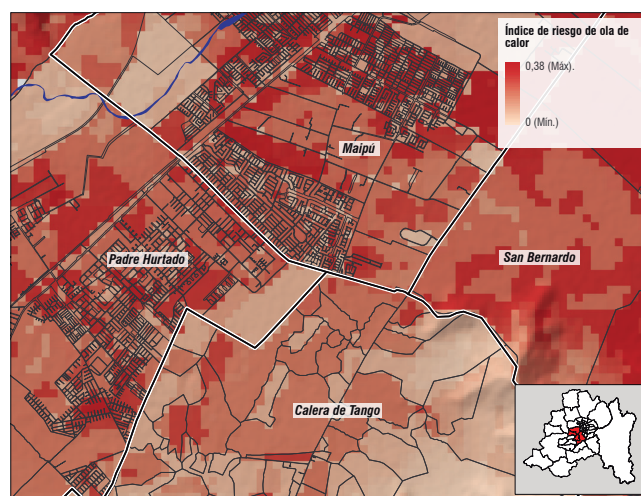 Índice de riesgo de ola de
calor
0,38 (Máx).
0 (Mín.)
Maipú
Padre Hurtado
San Bernardo
Calera de Tango